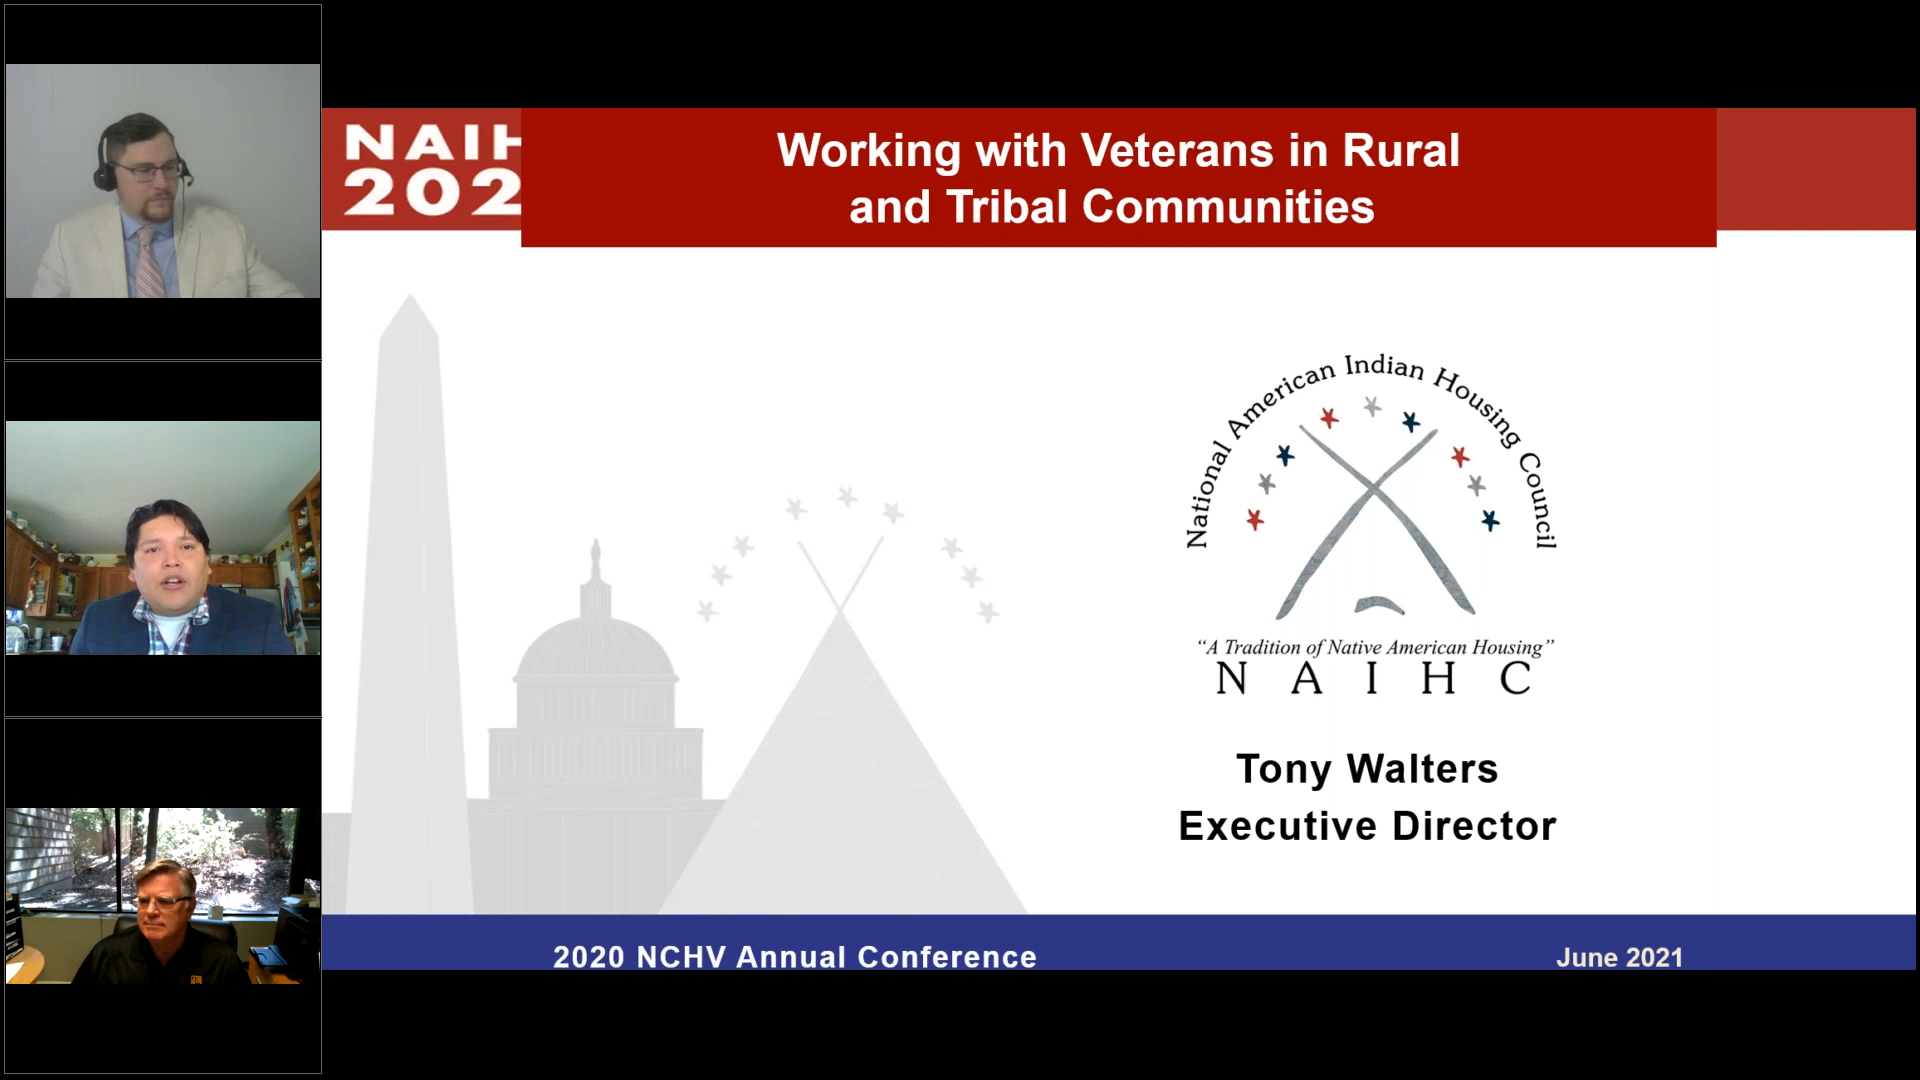 NAIH
202
Working with Veterans in Rural
and Tribal Communities
National American Indian Housing Council
“A Tradition of Native American Housing”
NAIHC
Tony Walters
Executive Director
2020 NCHV Annual Conference
June 2021